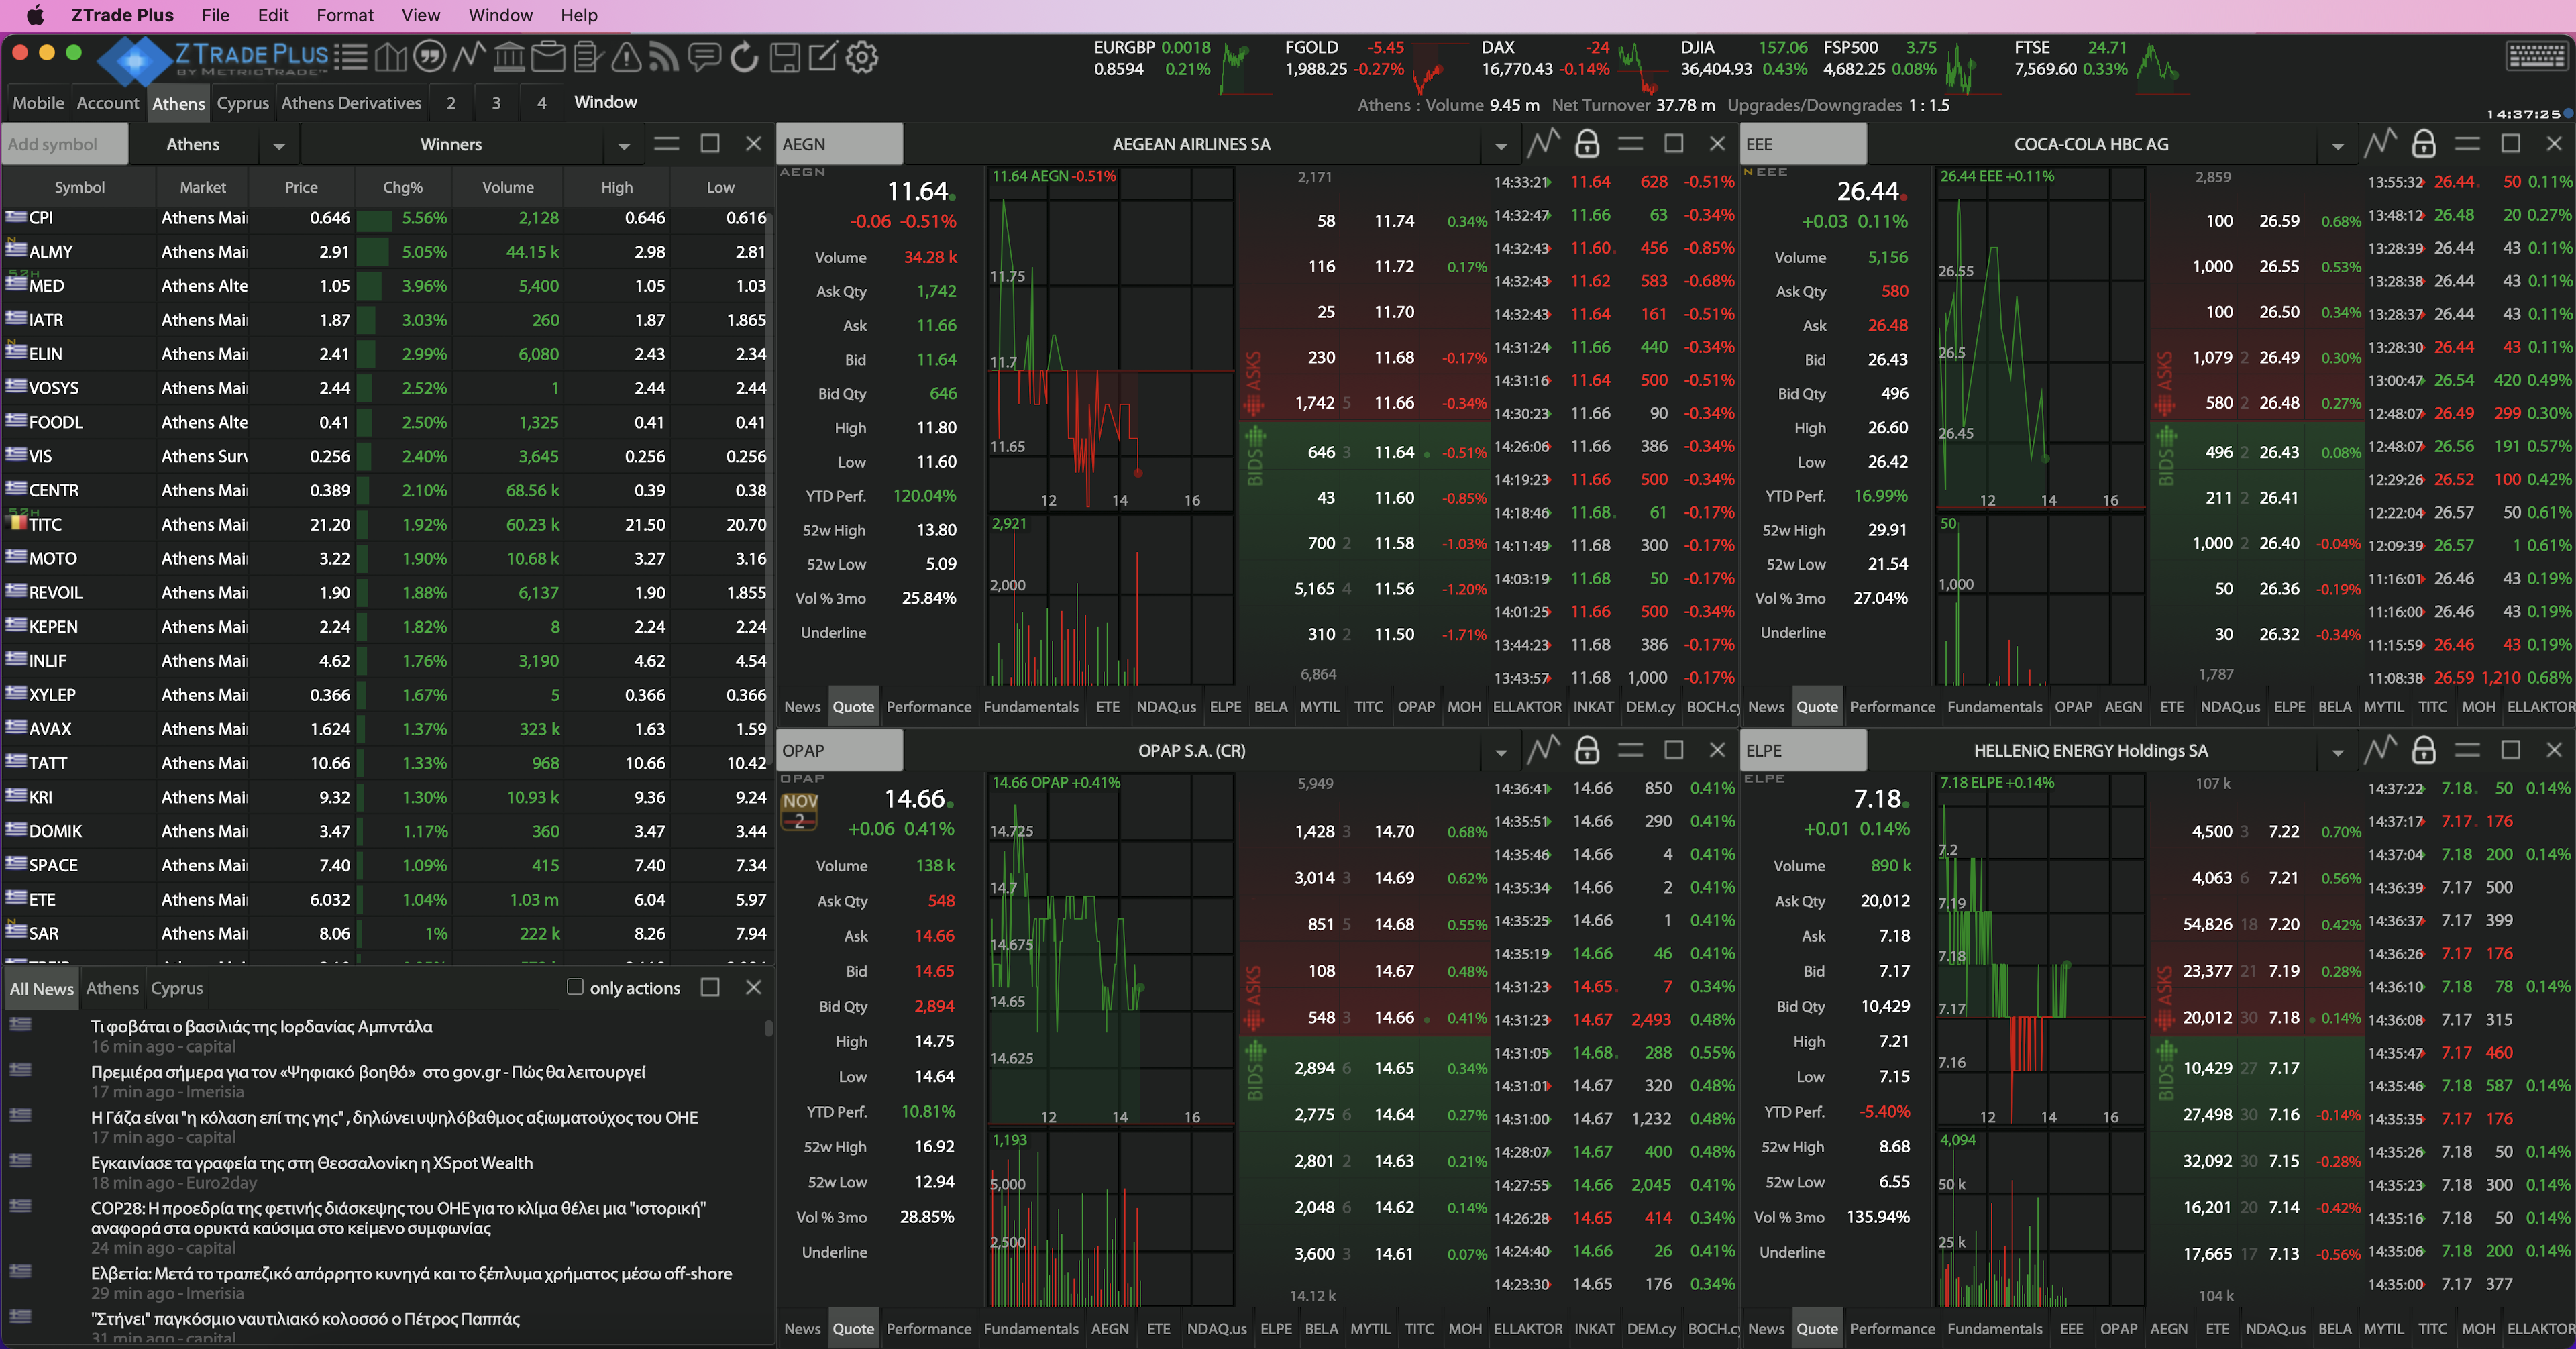 ZTrade Plus File Edit Format View Window Help
ZTRADE PLUS
BY METRICTRADE™
EURGBP 0.0018 FGOLD -5.45 DAX -24 DJIA 157.06 FSP500 3.75 FTSE 24.71
0.8594 0.21% 1,988.25 -0.27% 16,770.43 -0.14% 36,404.93 0.43% 4,682.25 0.08% 7,569.60 0.33%
Mobile Account Athens Cyprus Athens Derivatives 2 3 4 Window
Athens : Volume 9.45 m Net Turnover 37.78 m Upgrades/Downgrades 1 : 1.5
14:37:25
Add symbol Athens Winners
Symbol Market Price Chg% Volume High Low
CPI Athens Mai 0.646 5.56% 2,128 0.646 0.616
N
ALMY Athens Mai 2.91 5.05% 44.15 k 2.98 2.81
52H
MED Athens Alte 1.05 3.96% 5,400 1.05 1.03
IATR Athens Mai 1.87 3.03% 260 1.87 1.865
N
ELIN Athens Mai 2.41 2.99% 6,080 2.43 2.34
VOSYS Athens Mai 2.44 2.52% 1 2.44 2.44
FOODL Athens Alte 0.41 2.50% 1,325 0.41 0.41
VIS Athens Surv 0.256 2.40% 3,645 0.256 0.256
CENTR Athens Mai 0.389 2.10% 68.56 k 0.39 0.38
52H
TITC Athens Mai 21.20 1.92% 60.23 k 21.50 20.70
MOTO Athens Mai 3.22 1.90% 10.68 k 3.27 3.16
REVOIL Athens Mai 1.90 1.88% 6,137 1.90 1.855
KEPEN Athens Mai 2.24 1.82% 8 2.24 2.24
INLIF Athens Mai 4.62 1.76% 3,190 4.62 4.54
XYLEP Athens Mai 0.366 1.67% 5 0.366 0.366
AVAX Athens Mai 1.624 1.37% 323 k 1.63 1.59
TATT Athens Mai 10.66 1.33% 968 10.66 10.42
KRI Athens Mai 9.32 1.30% 10.93 k 9.36 9.24
DOMIK Athens Mai 3.47 1.17% 360 3.47 3.44
SPACE Athens Mai 7.40 1.09% 415 7.40 7.34
ETE Athens Mai 6.032 1.04% 1.03 m 6.04 5.97
N
SAR Athens Mai 8.06 1% 222 k 8.26 7.94
All News Athens Cyprus only actions
Τι φοβάται ο βασιλιάς της Ιορδανίας Αμπντάλα
16 min ago - capital
Πρεμιέρα σήμερα για τον «Ψηφιακό βοηθό» στο gov.gr - Πώς θα λειτουργεί
17 min ago - Imerisia
Η Γάζα είναι "η κόλαση επί της γης" , δηλώνει υψηλόβαθμος αξιωματούχος του ΟΗΕ
17 min ago - capital
Εγκαινίασε τα γραφεία της στη Θεσσαλονίκη η XSpot Wealth
18 min ago - Euro2day
COP28: Η προεδρία της φετινής διάσκεψης του ΟΗΕ για το κλίμα θέλει μια "ιστορική"
αναφορά στα ορυκτά καύσιμα στο κείμενο συμφωνίας
24 min ago - capital
Ελβετία: Μετά το τραπεζικό απόρρητο κυνηγά και το ξέπλυμα χρήματος μέσω off-shore
29 min ago - Imerisia
"Στήνει" παγκόσμιο ναυτιλιακό κολοσσό ο Πέτρος Παππάς
31 min ago - capital
AEGN AEGEAN AIRLINES SA
AEGN
11.64
-0.06 -0.51%
Volume 34.28 k
Ask Qty 1,742
Ask 11.66
Bid 11.64
Bid Qty 646
High 11.80
Low 11.60
YTD Perf. 120.04%
52w High 13.80
52w Low 5.09
Vol % 3mo 25.84%
Underline
11.64 AEGN -0.51%
11.75
11.7
11.65
12 14 16
2,921
2,000
2,171
58 11.74 0.34%
116 11.72 0.17%
25 11.70
230 11.68 -0.17%
1,742 5 11.66 -0.34%
ASKS
BIDS
646 3 11.64 -0.51%
43 11.60 -0.85%
700 2 11.58 -1.03%
5,165 4 11.56 -1.20%
310 2 11.50 -1.71%
6,864
14:33:21 11.64 628 -0.51%
14:32:47 11.66 63 -0.34%
14:32:43 11.60 456 -0.85%
14:32:43 11.62 583 -0.68%
14:32:43 11.64 161 -0.51%
14:31:24 11.66 440 -0.34%
14:31:16 11.64 500 -0.51%
14:30:23 11.66 90 -0.34%
14:26:06 11.66 386 -0.34%
14:19:23 11.66 500 -0.34%
14:18:46 11.68 61 -0.17%
14:11:49 11.68 300 -0.17%
14:03:19 11.68 50 -0.17%
14:01:25 11.66 500 -0.34%
13:44:23 11.68 386 -0.17%
13:43:57 11.68 1,000 -0.17%
News Quote Performance Fundamentals ETE NDAQ.us ELPE BELA MYTIL TITC OPAP MOH ELLAKTOR INKAT DEM.cy BOCH.cy
EEE COCA-COLA HBC AG
N EEE
26.44
+0.03 0.11%
Volume 5,156
Ask Qty 580
Ask 26.48
Bid 26.43
Bid Qty 496
High 26.60
Low 26.42
YTD Perf. 16.99%
52w High 29.91
52w Low 21.54
Vol % 3mo 27.04%
Underline
26.44 EEE +0.11%
26.55
26.5
26.45
12 14 16
50
1,000
2,859
100 26.59 0.68%
1,000 26.55 0.53%
100 26.50 0.34%
1,079 2 26.49 0.30%
580 2 26.48 0.27%
ASKS
BIDS
496 2 26.43 0.08%
211 2 26.41
1,000 2 26.40 -0.04%
50 26.36 -0.19%
30 26.32 -0.34%
1,787
13:55:32 26.44 50 0.11%
13:48:12 26.48 20 0.27%
13:28:39 26.44 43 0.11%
13:28:38 26.44 43 0.11%
13:28:37 26.44 43 0.11%
13:28:30 26.44 43 0.11%
13:00:47 26.54 420 0.49%
12:48:07 26.49 299 0.30%
12:48:07 26.56 191 0.57%
12:29:26 26.52 100 0.42%
12:22:04 26.57 50 0.61%
12:09:39 26.57 1 0.61%
11:16:01 26.46 43 0.19%
11:16:00 26.46 43 0.19%
11:15:59 26.46 43 0.19%
11:08:38 26.59 1,210 0.68%
News Quote Performance Fundamentals OPAP AEGN ETE NDAQ.us ELPE BELA MYTIL TITC MOH ELLAKTOR
OPAP OPAP S.A. (CR)
OPAP
NOV
2
14.66
+0.06 0.41%
Volume 138 k
Ask Qty 548
Ask 14.66
Bid 14.65
Bid Qty 2,894
High 14.75
Low 14.64
YTD Perf. 10.81%
52w High 16.92
52w Low 12.94
Vol % 3mo 28.85%
Underline
14.66 OPAP +0.41%
14.725
14.7
14.675
14.65
14.625
12 14 16
1,193
5,000
2,500
5,949
1,428 3 14.70 0.68%
3,014 3 14.69 0.62%
851 5 14.68 0.55%
108 14.67 0.48%
548 3 14.66 0.41%
ASKS
BIDS
2,894 6 14.65 0.34%
2,775 6 14.64 0.27%
2,801 2 14.63 0.21%
2,048 6 14.62 0.14%
3,600 3 14.61 0.07%
14.12 k
14:36:41 14.66 850 0.41%
14:35:51 14.66 290 0.41%
14:35:46 14.66 4 0.41%
14:35:34 14.66 2 0.41%
14:35:25 14.66 1 0.41%
14:35:19 14.66 46 0.41%
14:31:23 14.65 7 0.34%
14:31:23 14.67 2,493 0.48%
14:31:05 14.68 288 0.55%
14:31:01 14.67 320 0.48%
14:31:00 14.67 1,232 0.48%
14:28:07 14.67 400 0.48%
14:27:55 14.66 2,045 0.41%
14:26:28 14.65 414 0.34%
14:24:40 14.66 26 0.41%
14:23:30 14.65 176 0.34%
News Quote Performance Fundamentals AEGN ETE NDAQ.us ELPE BELA MYTIL TITC MOH ELLAKTOR INKAT DEM.cy BOCH.cy
ELPE HELLENiQ ENERGY Holdings SA
ELPE
7.18
+0.01 0.14%
Volume 890 k
Ask Qty 20,012
Ask 7.18
Bid 7.17
Bid Qty 10,429
High 7.21
Low 7.15
YTD Perf. -5.40%
52w High 8.68
52w Low 6.55
Vol % 3mo 135.94%
Underline
7.18 ELPE +0.14%
7.2
7.19
7.18
7.17
7.16
12 14 16
4,094
50 k
25 k
107 k
4,500 3 7.22 0.70%
4,063 6 7.21 0.56%
54,826 18 7.20 0.42%
23,377 21 7.19 0.28%
20,012 30 7.18 0.14%
ASKS
BIDS
10,429 27 7.17
27,498 30 7.16 -0.14%
32,092 30 7.15 -0.28%
16,201 20 7.14 -0.42%
17,665 17 7.13 -0.56%
104 k
14:37:22 7.18 50 0.14%
14:37:17 7.17 176
14:37:04 7.18 200 0.14%
14:36:39 7.17 500
14:36:37 7.17 399
14:36:26 7.17 176
14:36:10 7.18 78 0.14%
14:36:08 7.17 315
14:35:47 7.17 460
14:35:46 7.18 587 0.14%
14:35:35 7.17 176
14:35:26 7.18 50 0.14%
14:35:23 7.18 300 0.14%
14:35:16 7.18 50 0.14%
14:35:06 7.18 200 0.14%
14:35:00 7.17 377
News Quote Performance Fundamentals EEE OPAP AEGN ETE NDAQ.us BELA MYTIL TITC MOH ELLAKTOR